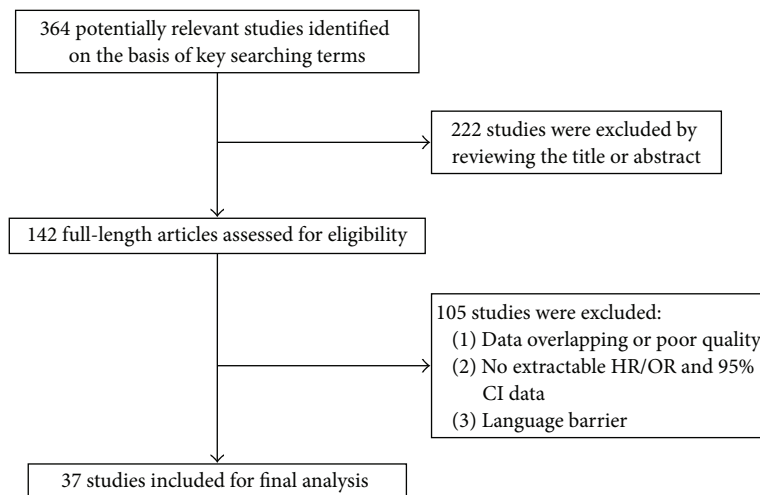 364 potentially relevant studies identified
on the basis of key searching terms
222 studies were excluded by
reviewing the title or abstract
142 full-length articles assessed for eligibility
105 studies were excluded:
(1) Data overlapping or poor quality
(2) No extractable HR/OR and 95%
CI data
(3) Language barrier
37 studies included for final analysis